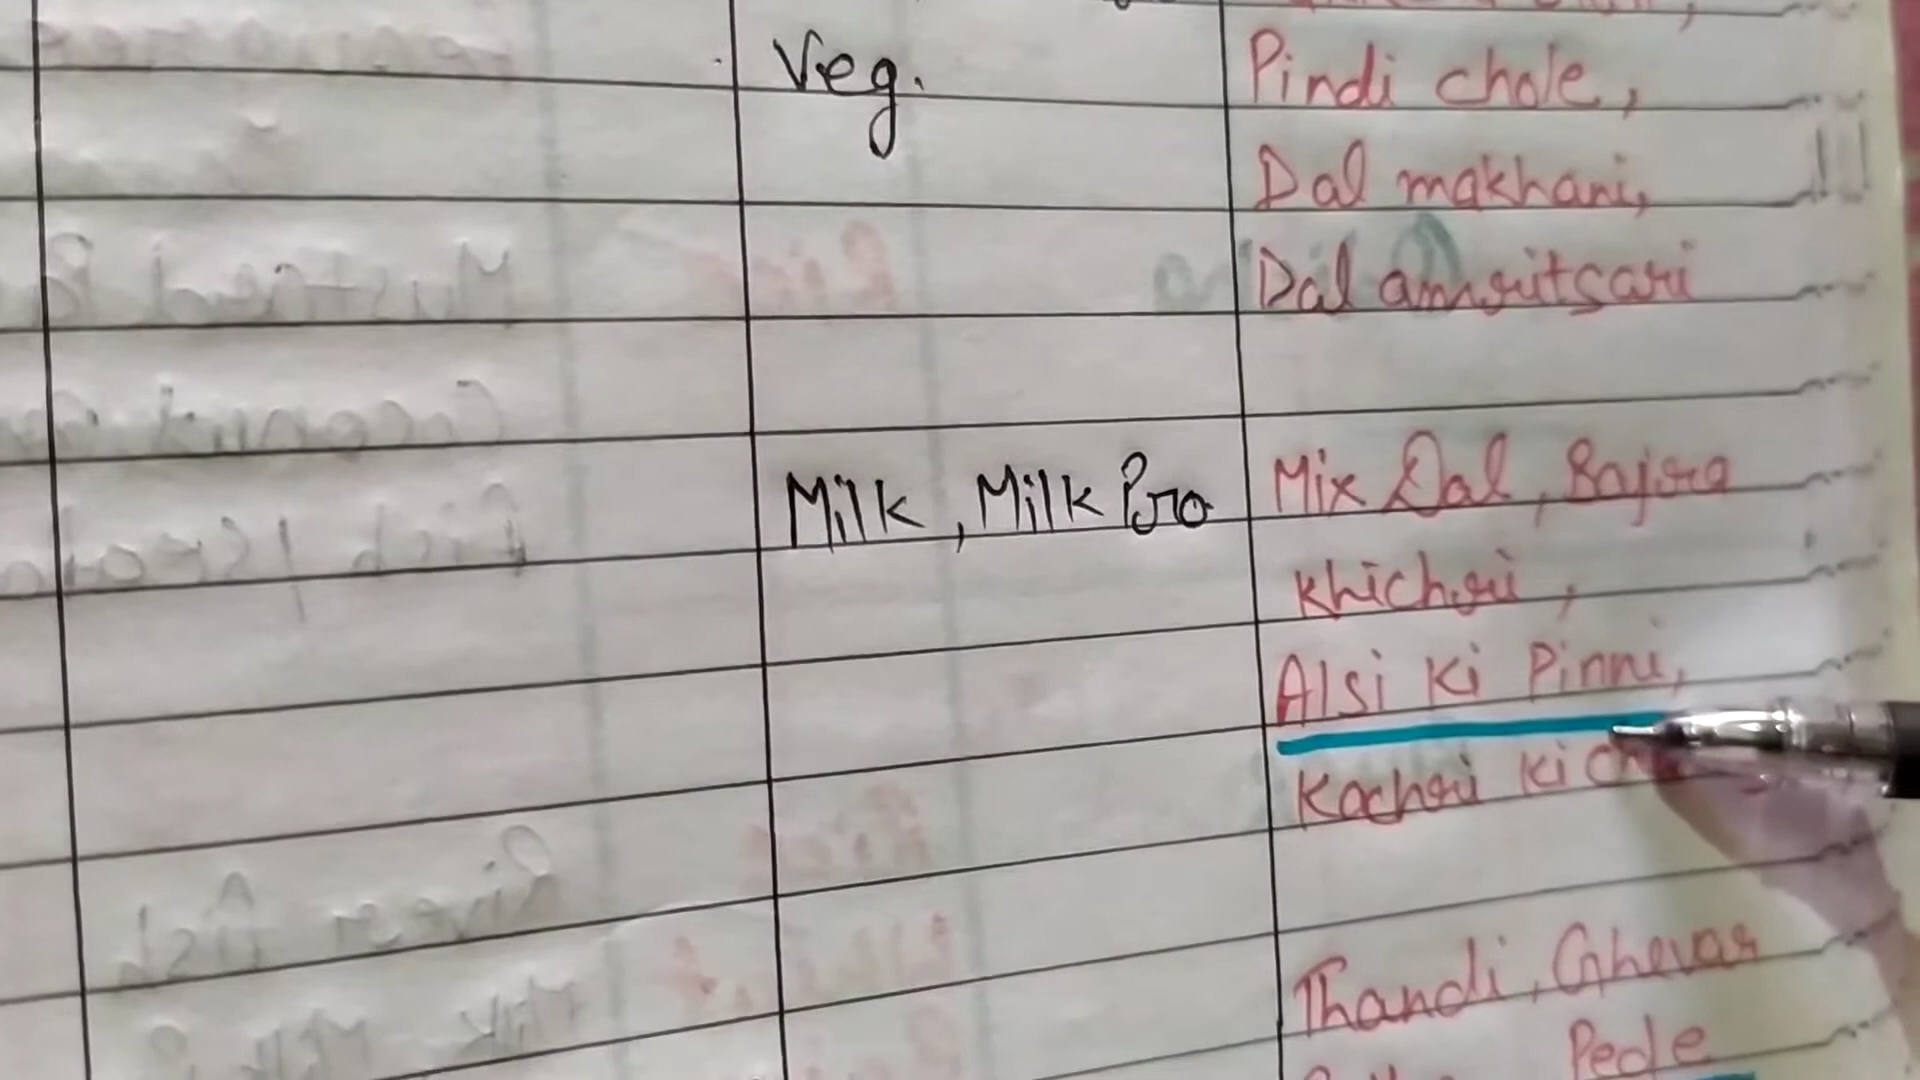 Veg.
Pindi chole,
Dal makhani,
Dal amritsari
Milk, Milk Pro
Mix Dal, Bajra
khichri,
Alsi Ki Pinni,
Kachri Ki
Thandi, Ghevar
Pede